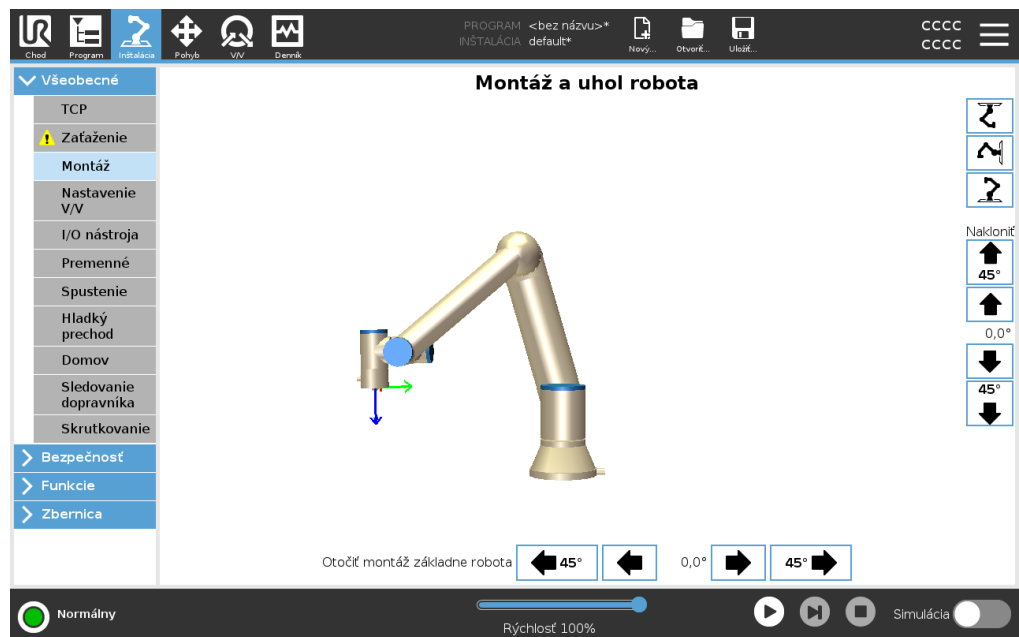 UR
Chod
Program
Inštalácia
Pohyb
V/V
Denník
PROGRAM <bez názvu>*
INŠTALÁCIA default*
Nový...
Otvoriť...
Uložiť...
CCCC
CCCC
Všeobecné
TCP
Zaťaženie
Montáž
Nastavenie
V/V
I/O nástroja
Premenné
Spustenie
Hladký
prechod
Domov
Sledovanie
dopravníka
Skrutkovanie
Bezpečnosť
Funkcie
Zbernica
Montáž a uhol robota
Nakloniť
45°
0,0°
45°
Otočiť montáž základne robota 45° 0,0° 45°
Normálny
Rýchlosť 100%
Simulácia